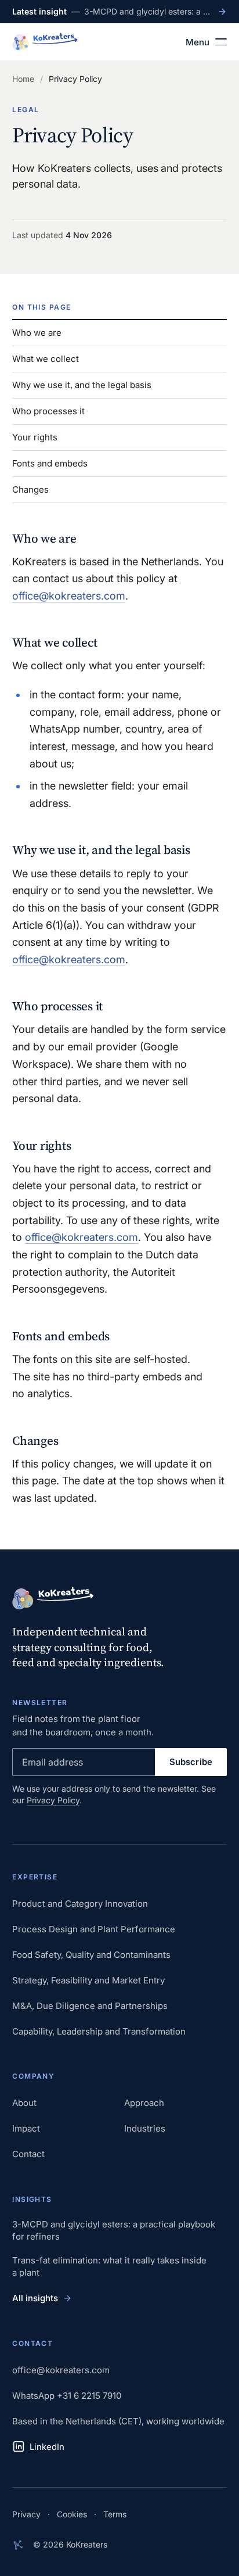 Latest insight — 3-MCPD and glycidyl esters: a ...
KoKreaters
Menu
Home / Privacy Policy
LEGAL
Privacy Policy
How KoKreaters collects, uses and protects
personal data.
Last updated 4 Nov 2026
ON THIS PAGE
Who we are
What we collect
Why we use it, and the legal basis
Who processes it
Your rights
Fonts and embeds
Changes
Who we are
KoKreaters is based in the Netherlands. You
can contact us about this policy at
office@kokreaters.com.
What we collect
We collect only what you enter yourself:
in the contact form: your name,
company, role, email address, phone or
WhatsApp number, country, area of
interest, message, and how you heard
about us;
in the newsletter field: your email
address.
Why we use it, and the legal basis
We use these details to reply to your
enquiry or to send you the newsletter. We
do this on the basis of your consent (GDPR
Article 6(1)(a)). You can withdraw your
consent at any time by writing to
office@kokreaters.com.
Who processes it
Your details are handled by the form service
and by our email provider (Google
Workspace). We share them with no
other third parties, and we never sell
personal data.
Your rights
You have the right to access, correct and
delete your personal data, to restrict or
object to its processing, and to data
portability. To use any of these rights, write
to office@kokreaters.com. You also have
the right to complain to the Dutch data
protection authority, the Autoriteit
Persoonsgegevens.
Fonts and embeds
The fonts on this site are self-hosted.
The site has no third-party embeds and
no analytics.
Changes
If this policy changes, we will update it on
this page. The date at the top shows when it
was last updated.
KoKreaters
Independent technical and
strategy consulting for food,
feed and specialty ingredients.
NEWSLETTER
Field notes from the plant floor
and the boardroom, once a month.
Email address
Subscribe
We use your address only to send the newsletter. See
our Privacy Policy.
EXPERTISE
Product and Category Innovation
Process Design and Plant Performance
Food Safety, Quality and Contaminants
Strategy, Feasibility and Market Entry
M&A, Due Diligence and Partnerships
Capability, Leadership and Transformation
COMPANY
About
Approach
Impact
Industries
Contact
INSIGHTS
3-MCPD and glycidyl esters: a practical playbook
for refiners
Trans-fat elimination: what it really takes inside
a plant
All insights
CONTACT
office@kokreaters.com
WhatsApp +31 6 2215 7910
Based in the Netherlands (CET), working worldwide
LinkedIn
Privacy · Cookies · Terms
© 2026 KoKreaters